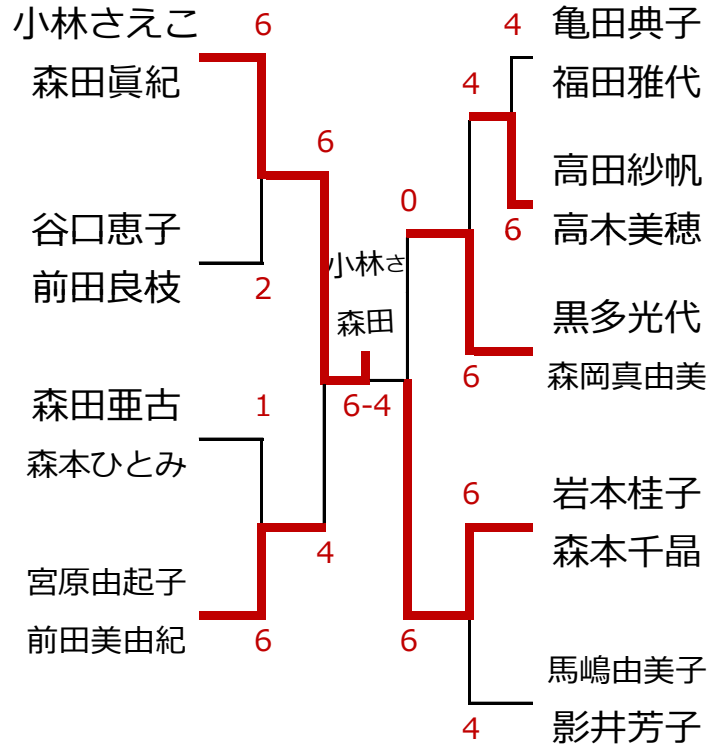 小林さえこ
森田眞紀
6
谷口恵子
前田良枝
2
6
森田亜古
森本ひとみ
1
宮原由起子
前田美由紀
6
4
小林さ
森田
6-4
亀田典子
福田雅代
4
高田紗帆
高木美穂
6
4
黒多光代
森岡真由美
6
0
岩本桂子
森本千晶
6
馬嶋由美子
影井芳子
4
6